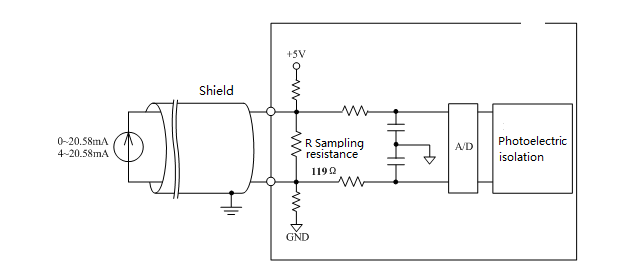 +5V
Shield
0~20.58mA
4~20.58mA
R Sampling
resistance
119Ω
A/D
Photoelectric
isolation
GND